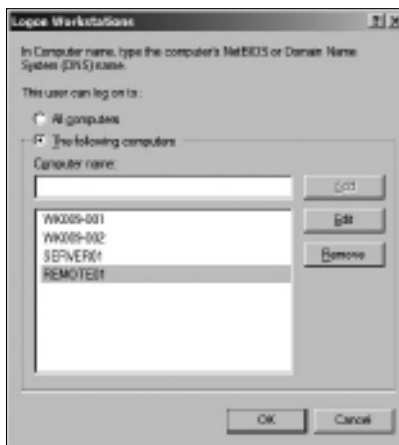 Logon Workstations
In Computer name, type the computer's NetBIOS or Domain Name
System (DNS) name.
This user can log on to:
All computers
The following computers
Computer name:
Add
Edit
Remove
WK009-001
WK009-002
SERVER01
REMOTE01
OK
Cancel